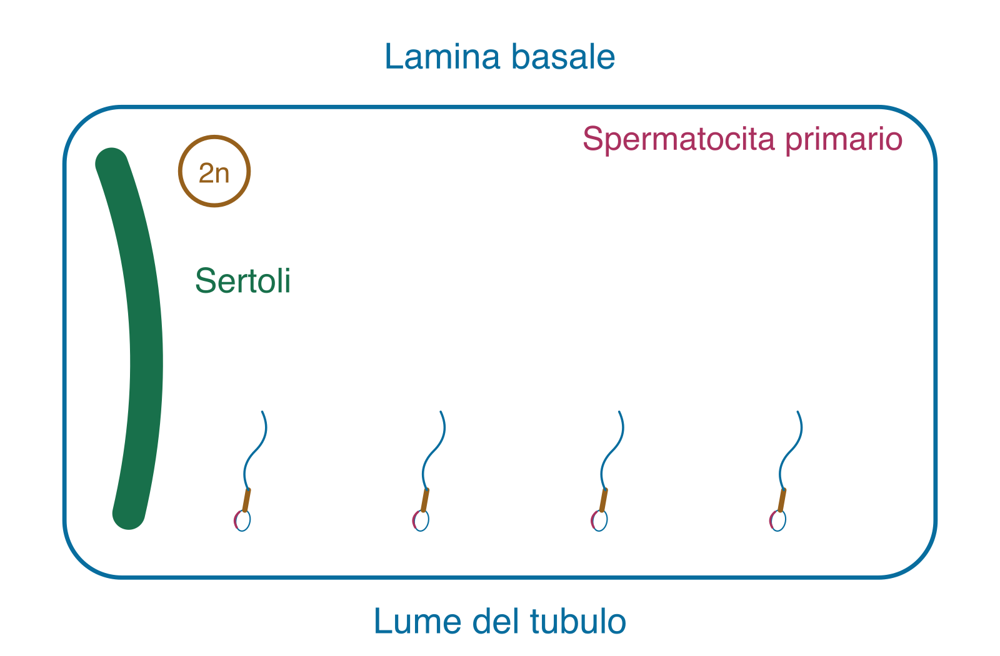 Lamina basale
Spermatocita primario
2n
Sertoli
Lume del tubulo